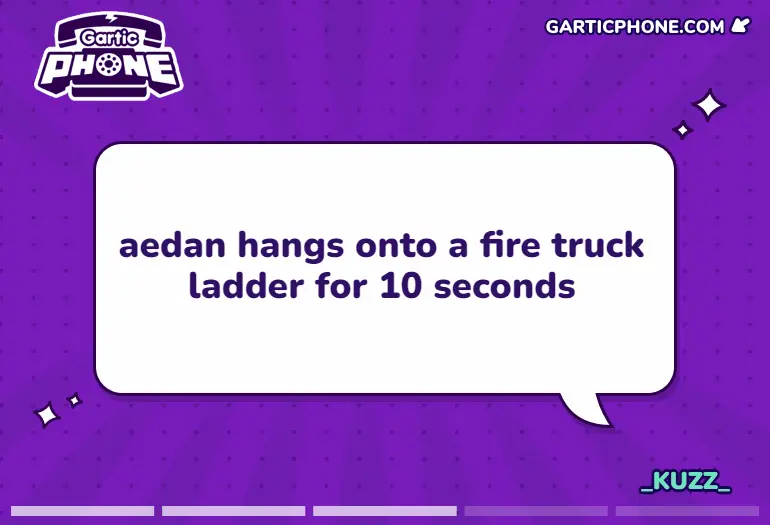 Gartic
PHONE
GARTICPHONE.COM
aedan hangs onto a fire truck
ladder for 10 seconds
_KUZZ_